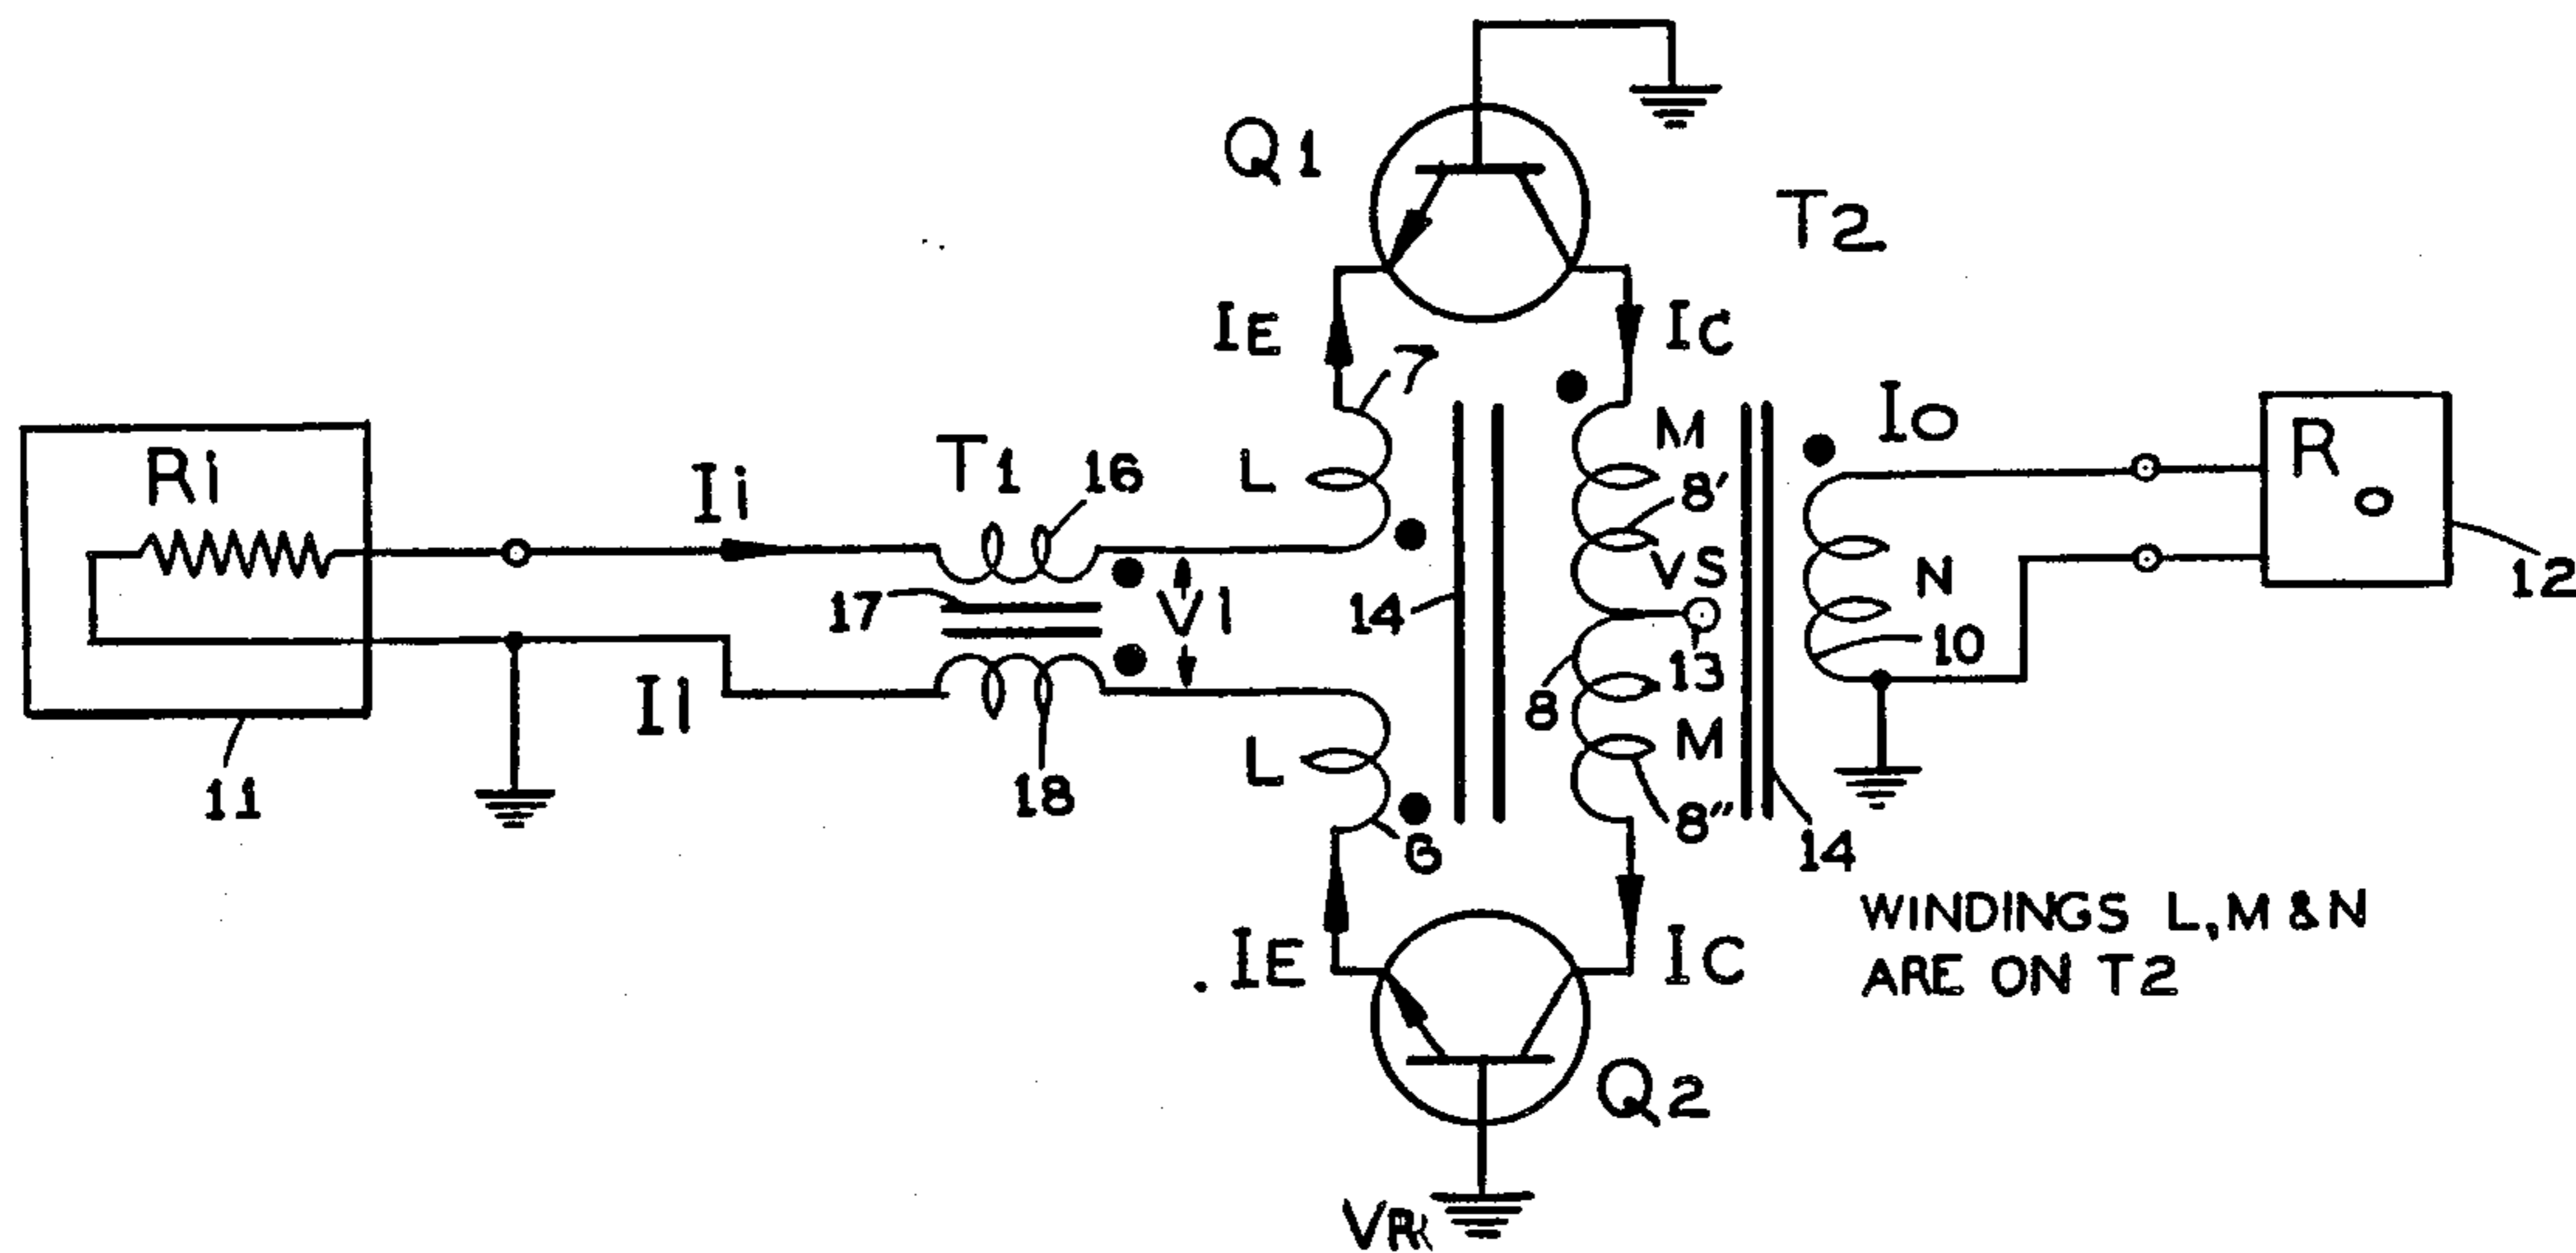 Q1
T2
IE
IC
7
Ri
Ii
T1
16
L
M
8'
Io
R
o
17
V1
14
VS
13
N
10
12
I1
8
11
18
L
M
6
8"
14
IE
IC
WINDINGS L, M & N
ARE ON T2
Q2
VR